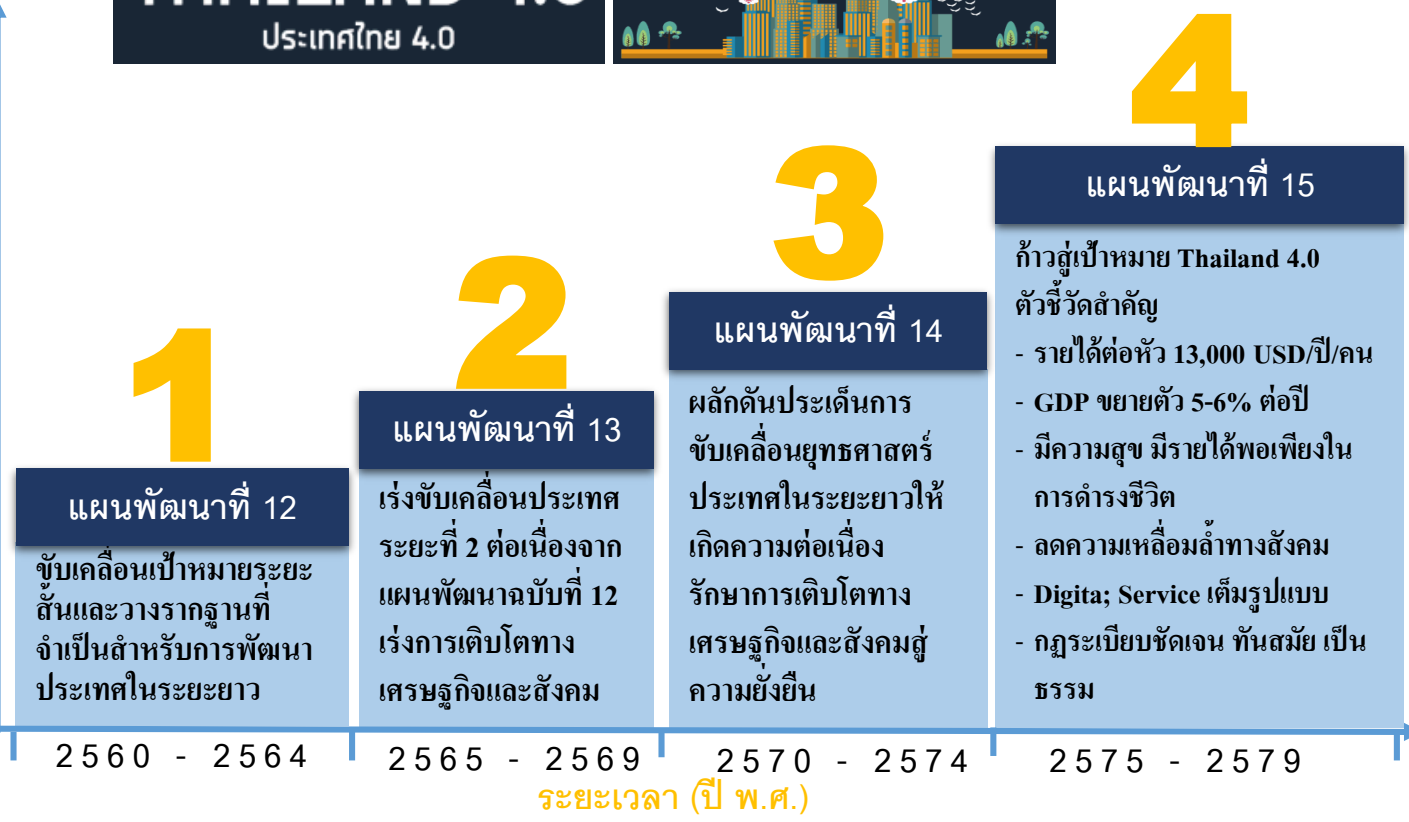 ประเทศไทย 4.0
1
แผนพัฒนาที่ 12
ขับเคลื่อนเป้าหมายระยะ
สั้นและวางรากฐานที่
จำเป็นสำหรับการพัฒนา
ประเทศในระยะยาว
2560 - 2564
2
แผนพัฒนาที่ 13
เร่งขับเคลื่อนประเทศ
ระยะที่ 2 ต่อเนื่องจาก
แผนพัฒนาฉบับที่ 12
เร่งการเติบโตทาง
เศรษฐกิจและสังคม
2565 - 2569
3
แผนพัฒนาที่ 14
ผลักดันประเด็นการ
ขับเคลื่อนยุทธศาสตร์
ประเทศในระยะยาวให้
เกิดความต่อเนื่อง
รักษาการเติบโตทาง
เศรษฐกิจและสังคมสู่
ความยั่งยืน
2570 - 2574
4
แผนพัฒนาที่ 15
ก้าวสู่เป้าหมาย Thailand 4.0
ตัวชี้วัดสำคัญ
- รายได้ต่อหัว 13,000 USD/ปี/คน
- GDP ขยายตัว 5-6% ต่อปี
- มีความสุข มีรายได้พอเพียงใน
การดำรงชีวิต
- ลดความเหลื่อมล้ำทางสังคม
- Digita; Service เต็มรูปแบบ
- กฎระเบียบชัดเจน ทันสมัย เป็น
ธรรม
2575 - 2579
ระยะเวลา (ปี พ.ศ.)